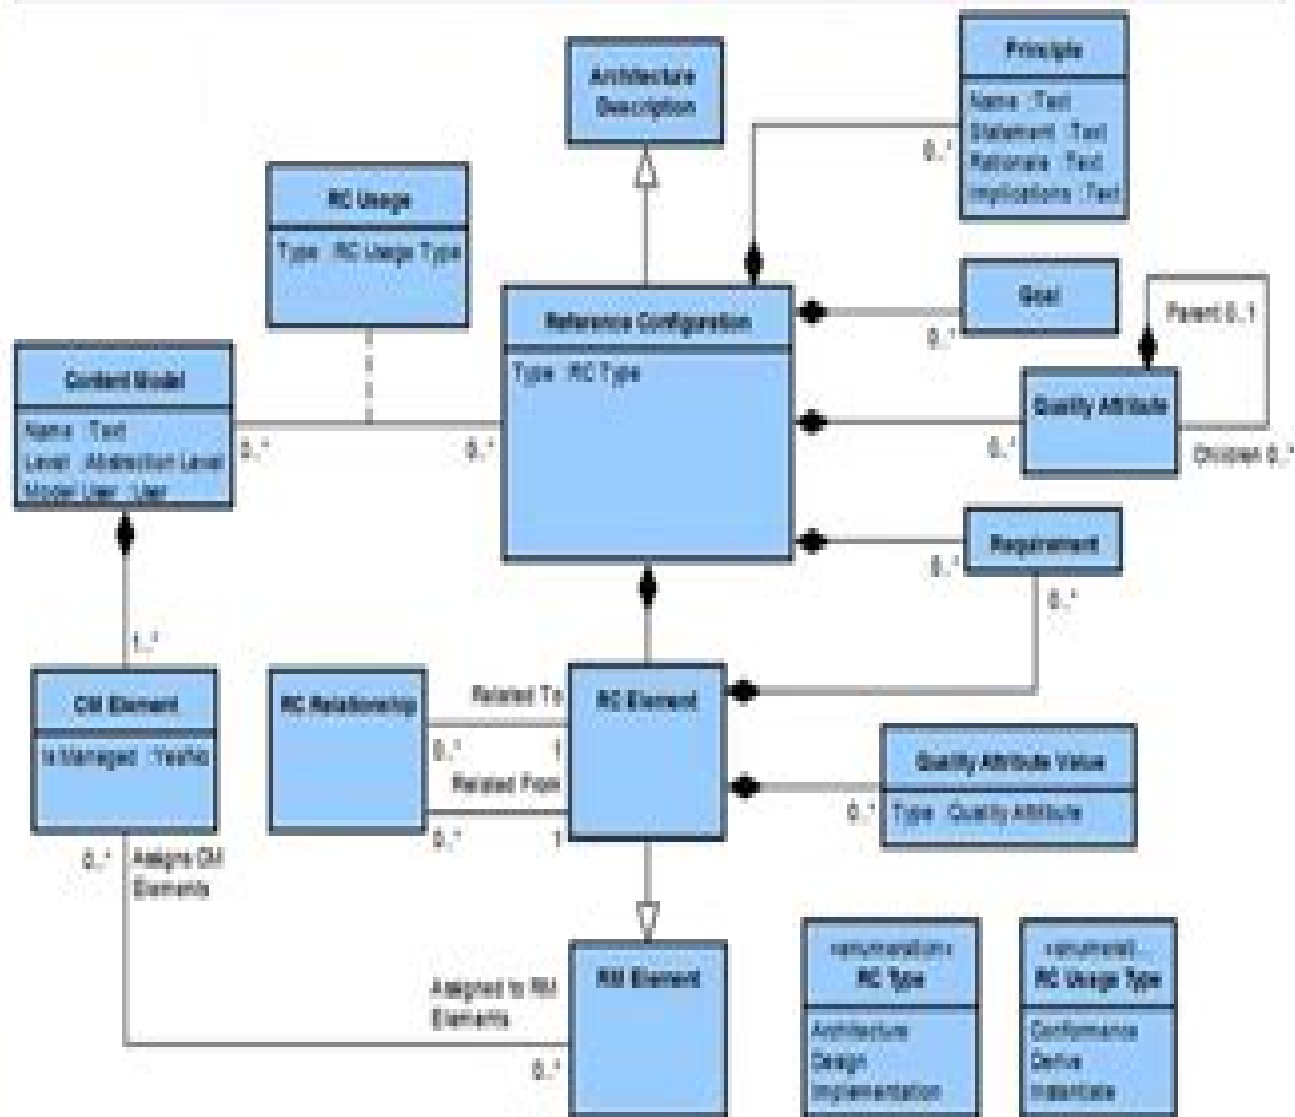 Architecture
Description
Principle
Name : Text
Statement : Text
Rationale : Text
Implications : Text
0..*
RC Usage
Type : RC Usage Type
Reference Configuration
Type : RC Type
Goal
0..*
Parent 0..1
Quality Attribute
0..*
Children 0..*
Content Model
Name : Text
Level : Abstraction Level
Model User : User
0..*
0..*
Requirement
0..*
0..*
1..*
CM Element
Is Managed : YesNo
RC Relationship
Related To
0..*
1
Related From
0..*
1
RC Element
Quality Attribute Value
Type : Quality Attribute
0..*
0..*
Assigns CM
Elements
Assigned to RM
Elements
0..*
RM Element
«enumeration»
RC Type
Architecture
Design
Implementation
«enumerati...
RC Usage Type
Conformance
Derive
Instantiate